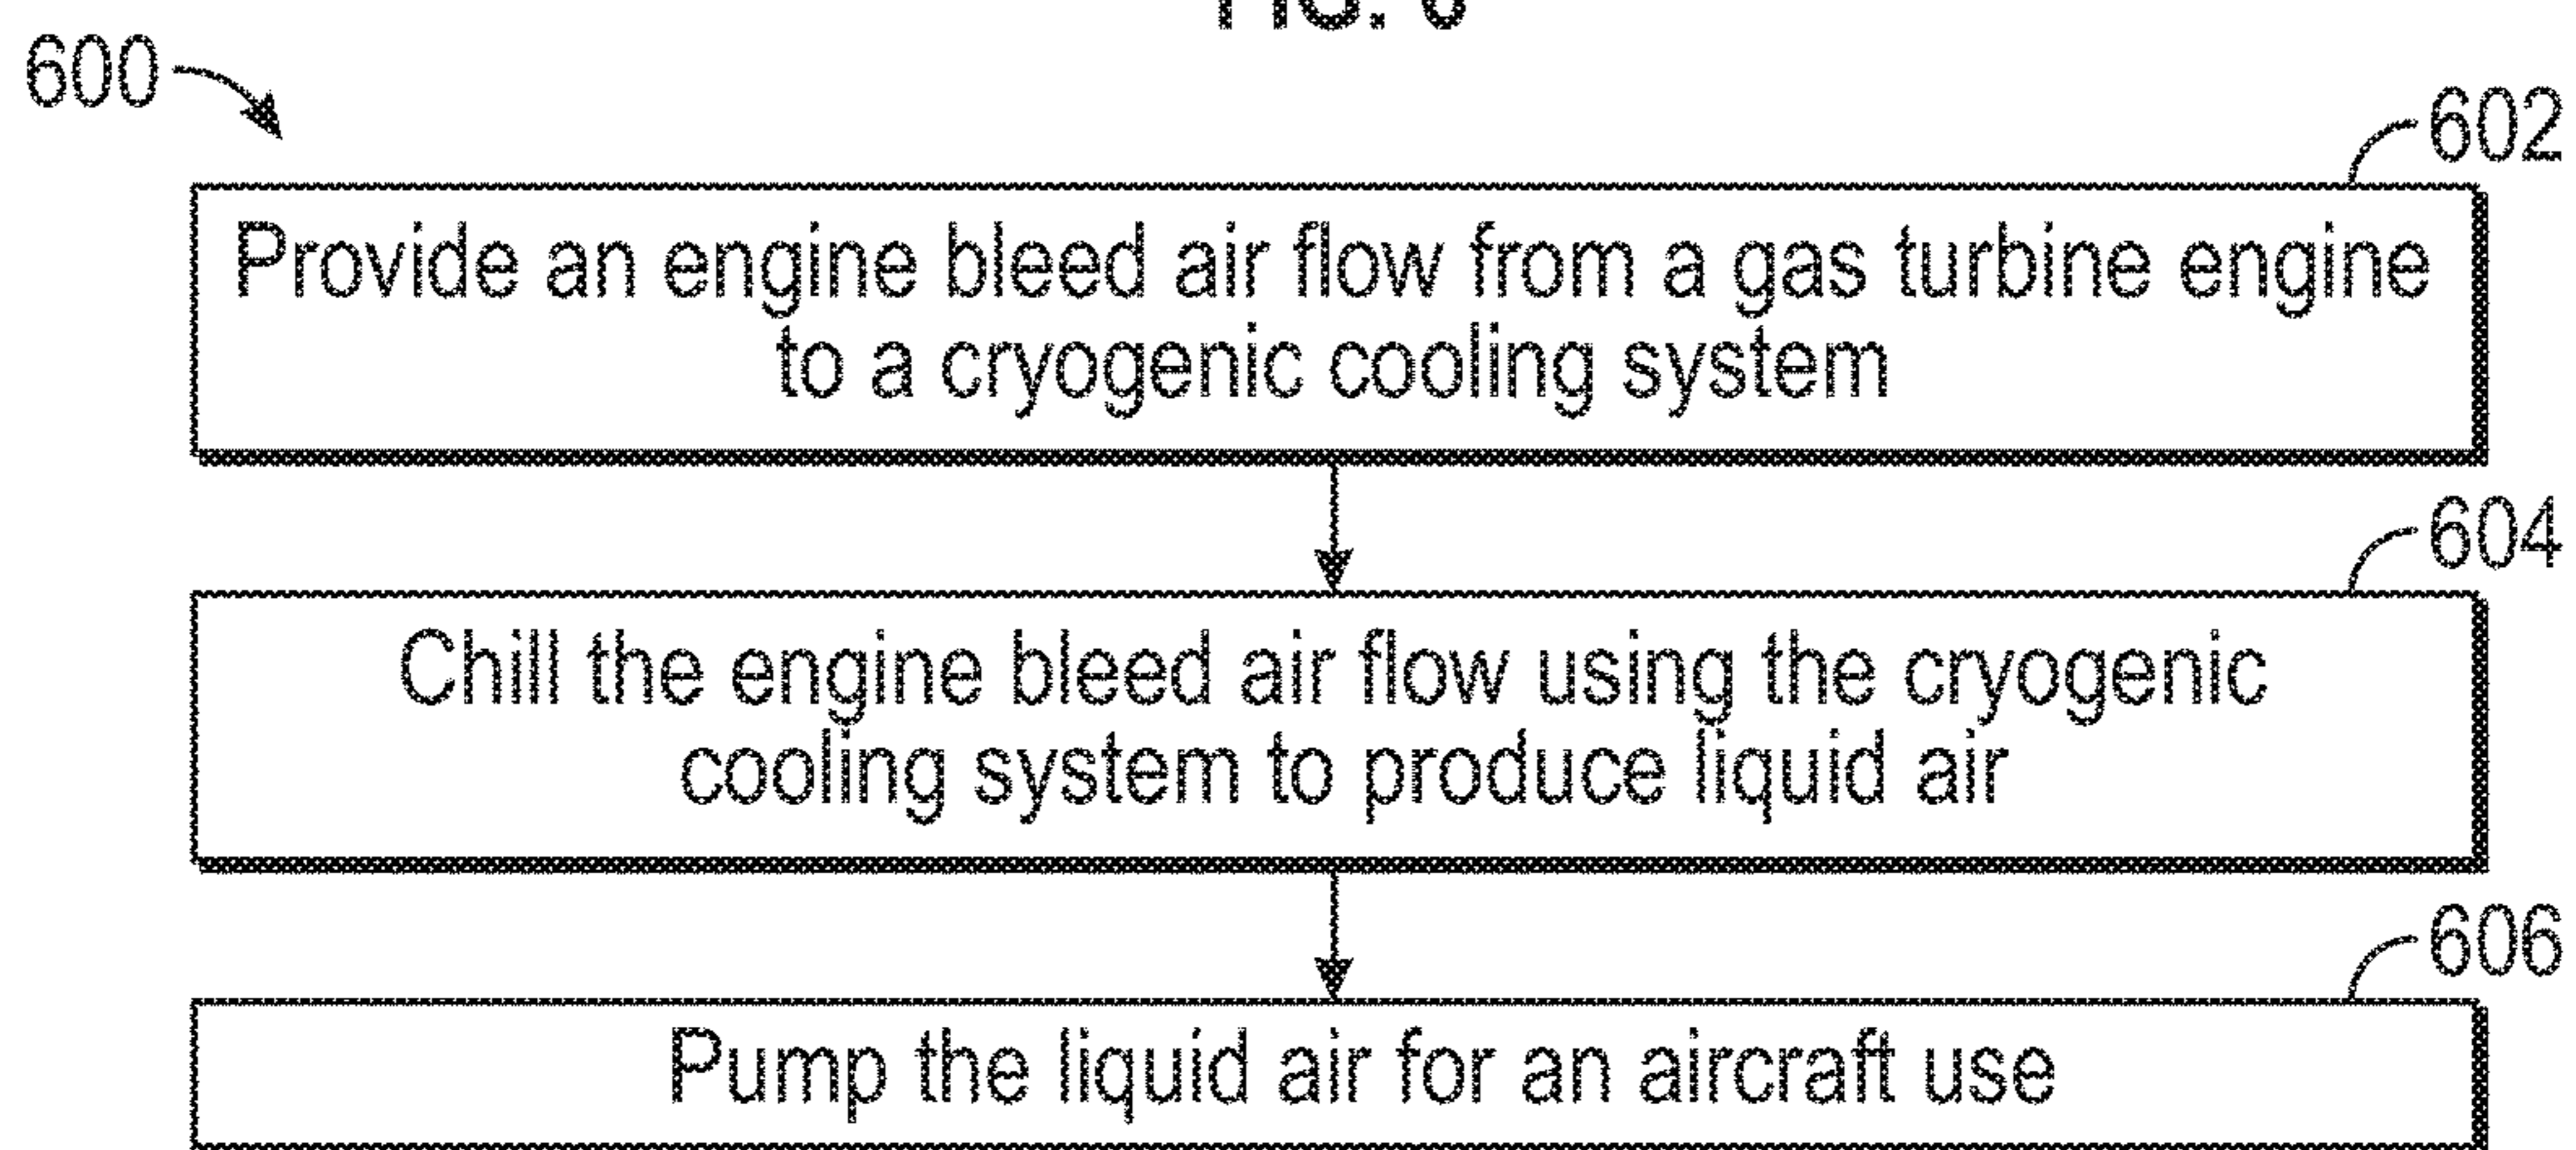 FIG. 6
600
602
Provide an engine bleed air flow from a gas turbine engine
to a cryogenic cooling system
604
Chill the engine bleed air flow using the cryogenic
cooling system to produce liquid air
606
Pump the liquid air for an aircraft use